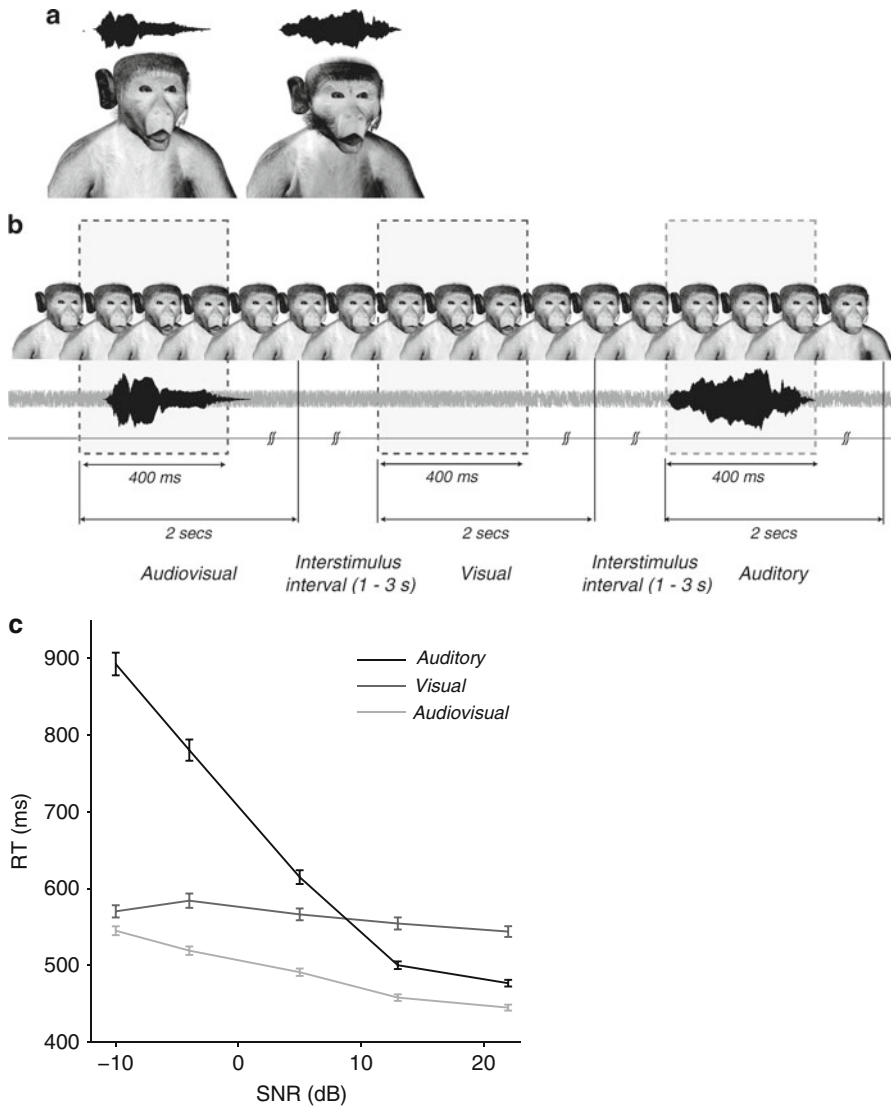 a
b
400 ms 400 ms 400 ms
2 secs 2 secs 2 secs
Audiovisual Interstimulus interval (1 - 3 s) Visual Interstimulus interval (1 - 3 s) Auditory
c
900
800
700
600
500
400
RT (ms)
Auditory
Visual
Audiovisual
−10 0 10 20
SNR (dB)